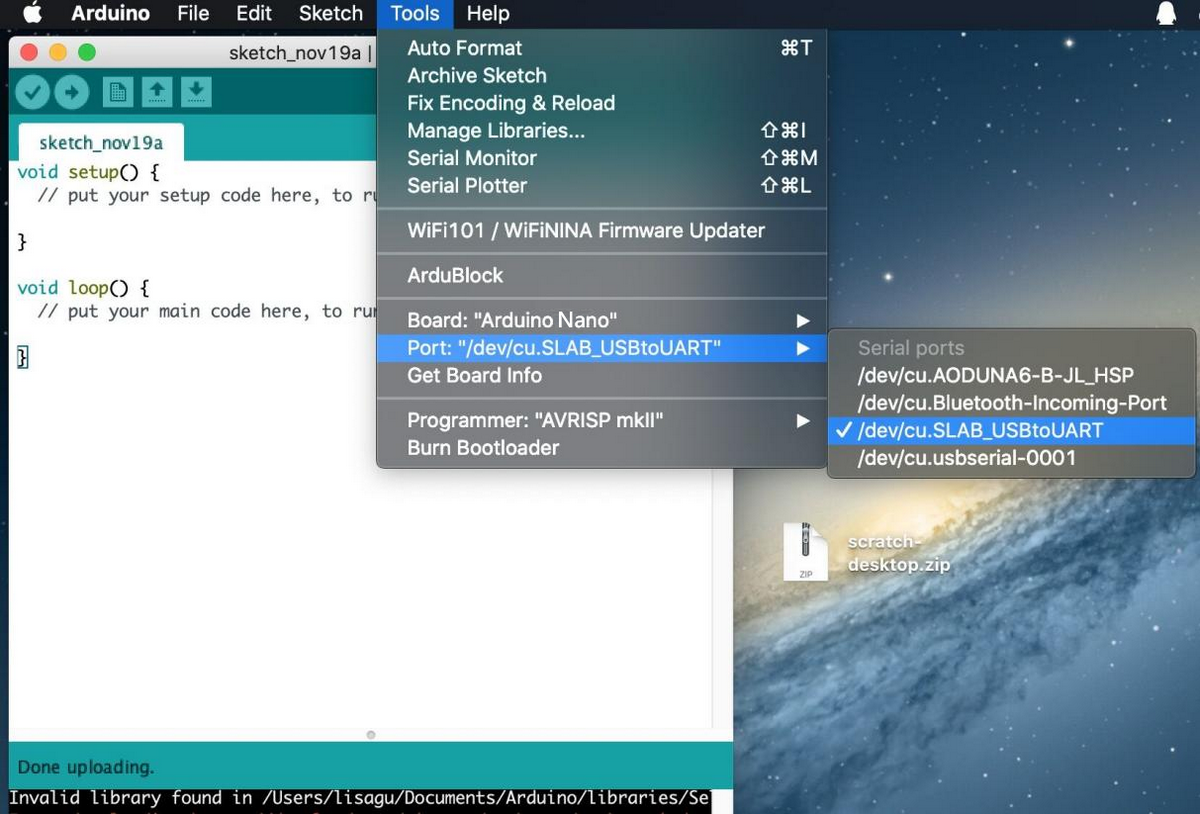 Arduino File Edit Sketch Tools Help
sketch_nov19a |
sketch_nov19a
void setup() {
// put your setup code here, to ru
}
void loop() {
// put your main code here, to run
}
Auto Format ⌘T
Archive Sketch
Fix Encoding & Reload
Manage Libraries... ⇧⌘I
Serial Monitor ⇧⌘M
Serial Plotter ⇧⌘L
WiFi101 / WiFiNINA Firmware Updater
ArduBlock
Board: "Arduino Nano"
Port: "/dev/cu.SLAB_USBtoUART"
Get Board Info
Programmer: "AVRISP mkII"
Burn Bootloader
Serial ports
/dev/cu.AODUNA6-B-JL_HSP
/dev/cu.Bluetooth-Incoming-Port
✓ /dev/cu.SLAB_USBtoUART
/dev/cu.usbserial-0001
ZIP
scratch-
desktop.zip
Done uploading.
Invalid library found in /Users/lisagu/Documents/Arduino/libraries/Se